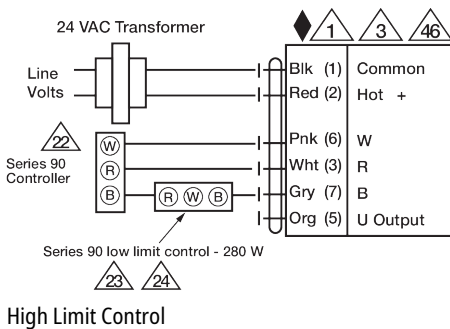 24 VAC Transformer
1 3 46
Line
Volts
Blk (1) Common
Red (2) Hot +
22
Series 90
Controller
W
R
B
R W B
Pnk (6) W
Wht (3) R
Gry (7) B
Org (5) U Output
Series 90 low limit control - 280 W
23 24
High Limit Control